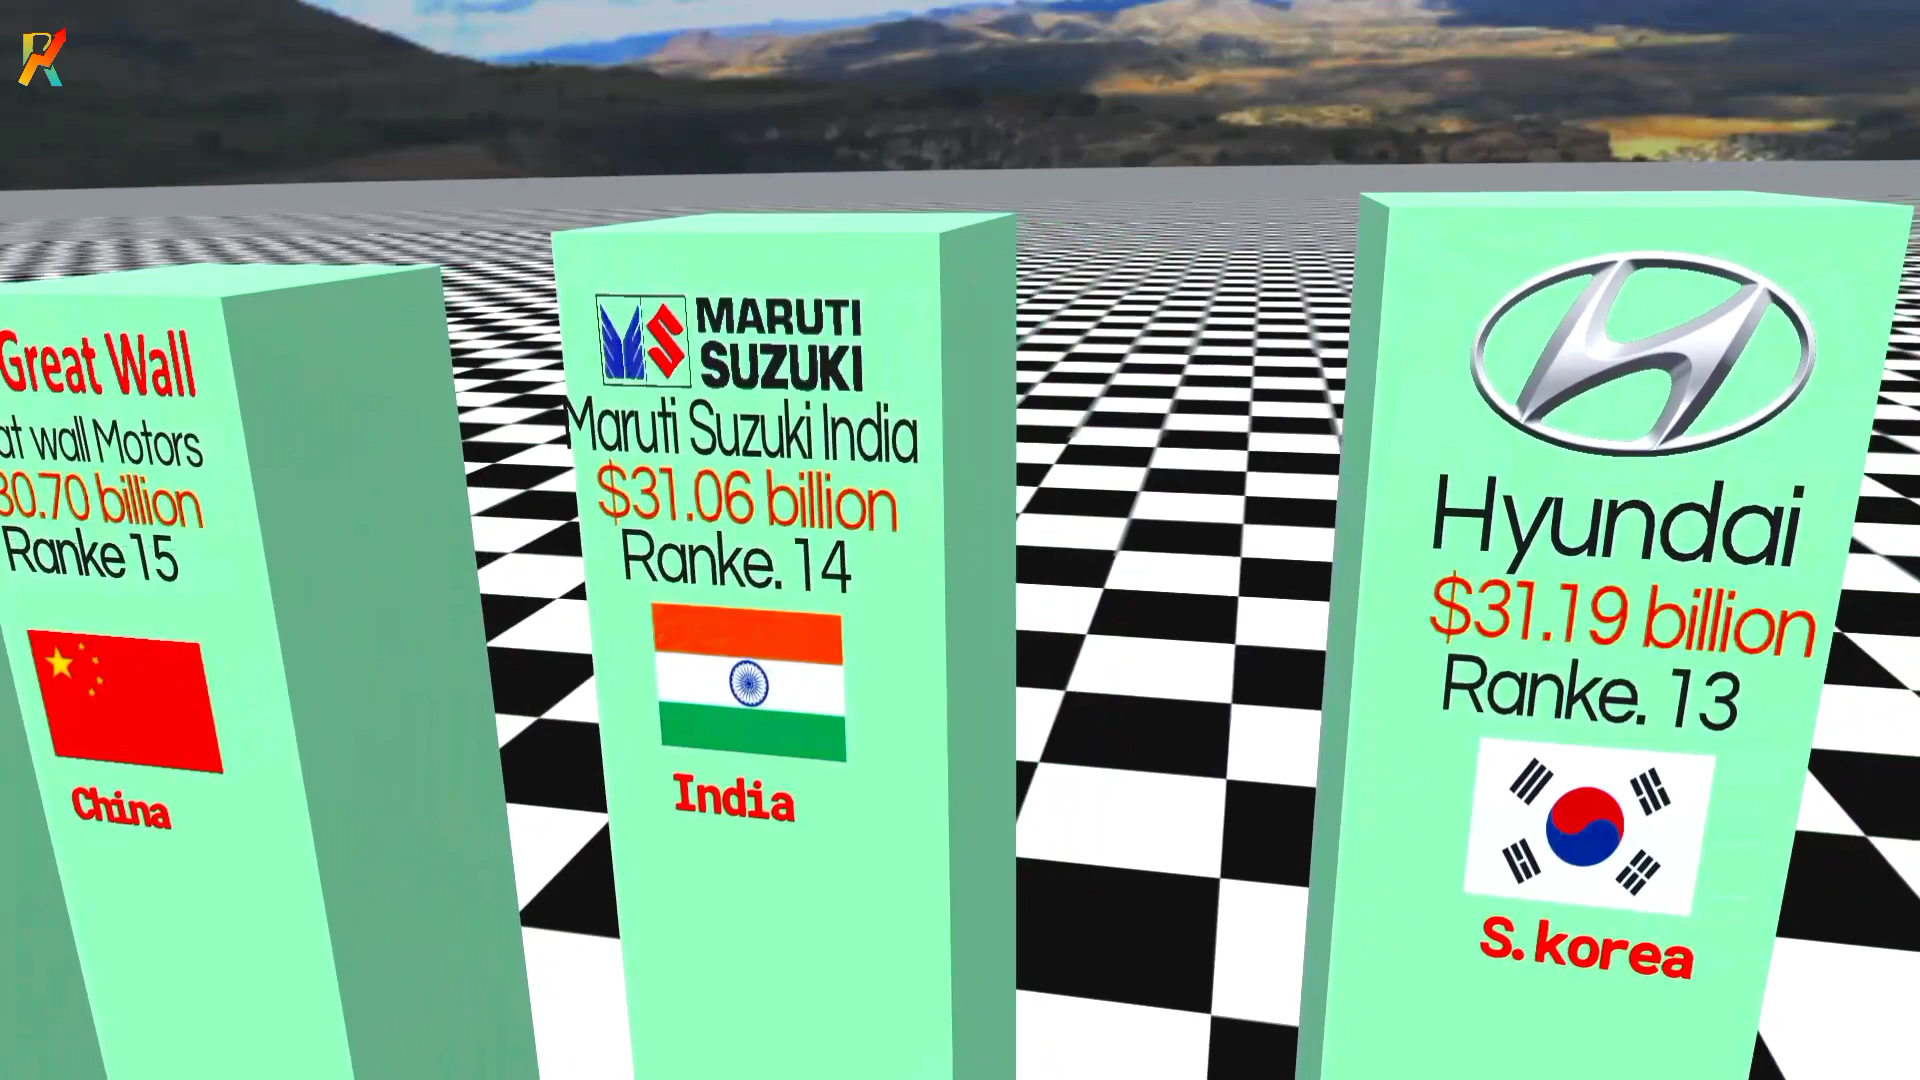 Great Wall
at wall Motors
30.70 billion
Ranke 15
China
MARUTI
SUZUKI
Maruti Suzuki India
$31.06 billion
Ranke. 14
India
Hyundai
$31.19 billion
Ranke. 13
S.korea